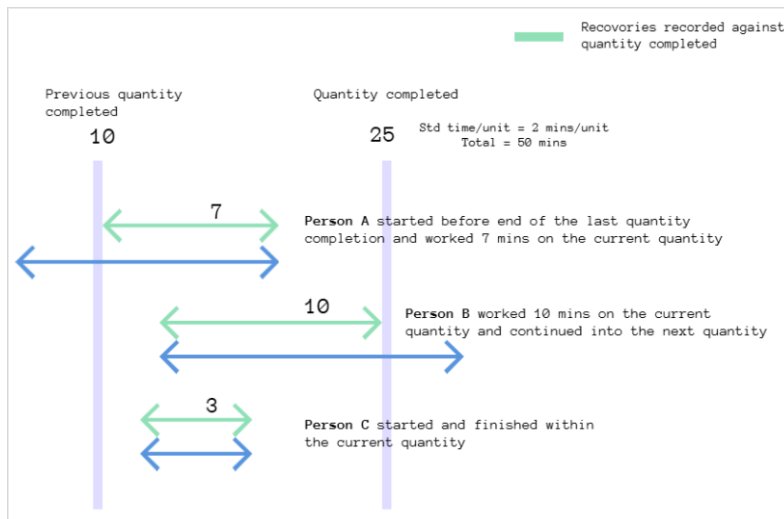 Recovories recorded against
quantity completed
Previous quantity
completed
10
Quantity completed
25
Std time/unit = 2 mins/unit
Total = 50 mins
7
Person A started before end of the last quantity
completion and worked 7 mins on the current quantity
10
Person B worked 10 mins on the current
quantity and continued into the next quantity
3
Person C started and finished within
the current quantity